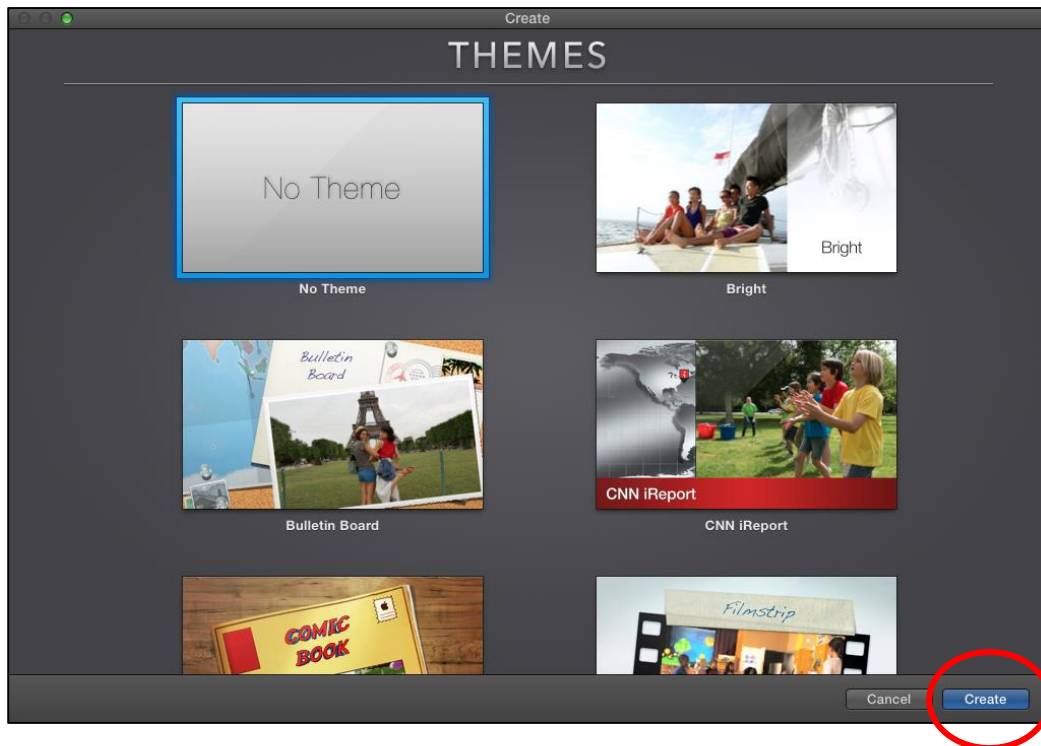 Create
THEMES
No Theme
Bright
No Theme
Bright
Bulletin
Board
CNN iReport
Bulletin Board
CNN iReport
COMIC
BOOK
Filmstrip
Cancel
Create